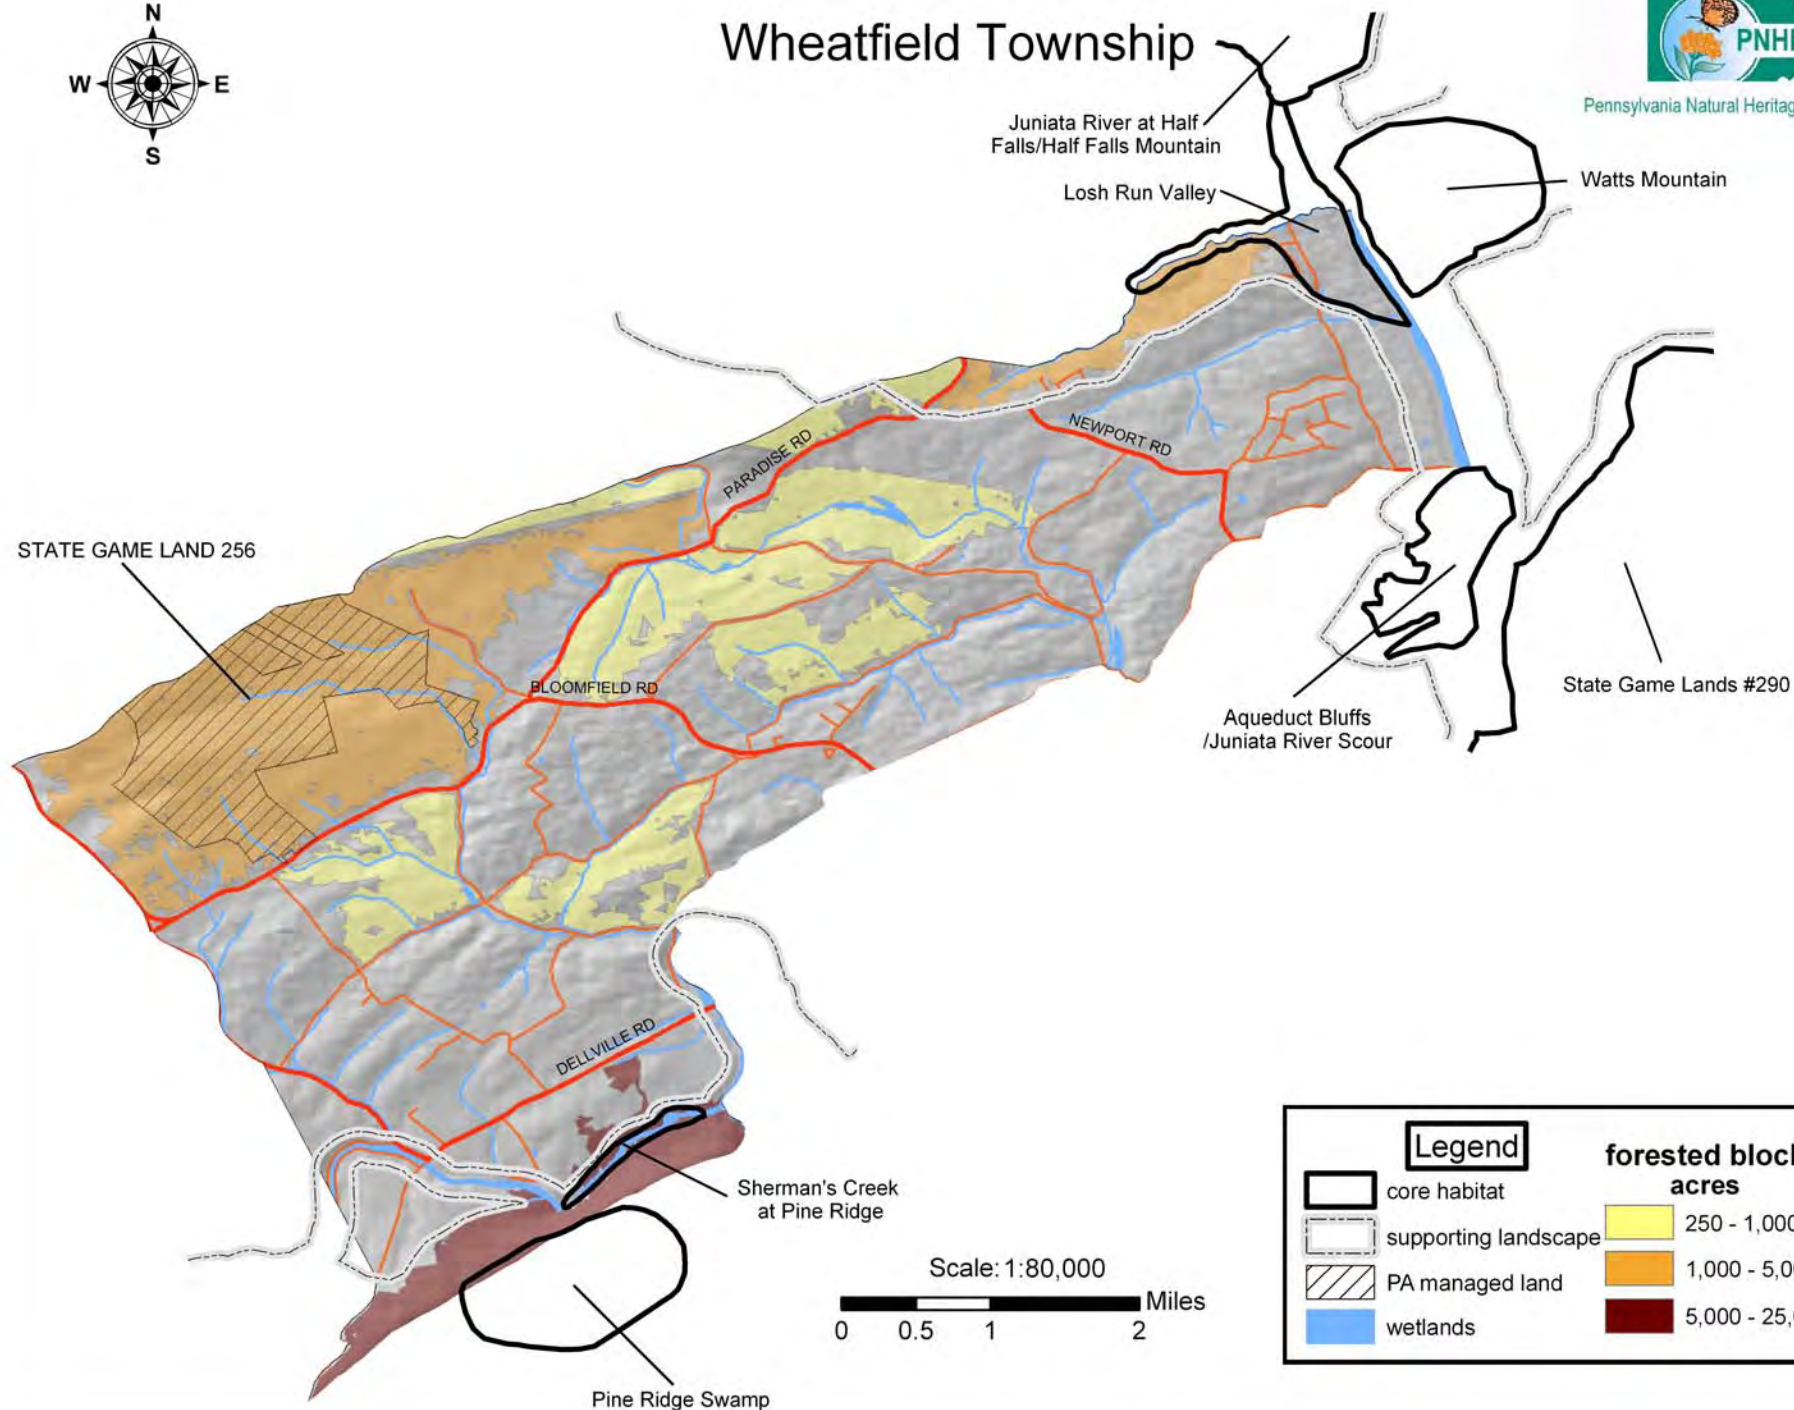 N
W
E
S
Wheatfield Township
Pennsylvania Natural Heritag
Juniata River at Half
Falls/Half Falls Mountain
Losh Run Valley
Watts Mountain
PARADISE RD
NEWPORT RD
STATE GAME LAND 256
BLOOMFIELD RD
State Game Lands #290
Aqueduct Bluffs
/Juniata River Scour
DELLVILLE RD
Sherman's Creek
at Pine Ridge
Pine Ridge Swamp
Scale: 1:80,000
Miles
0 0.5 1 2
Legend
core habitat
supporting landscape
PA managed land
wetlands
forested bloc
acres
250 - 1,000
1,000 - 5,00
5,000 - 25,